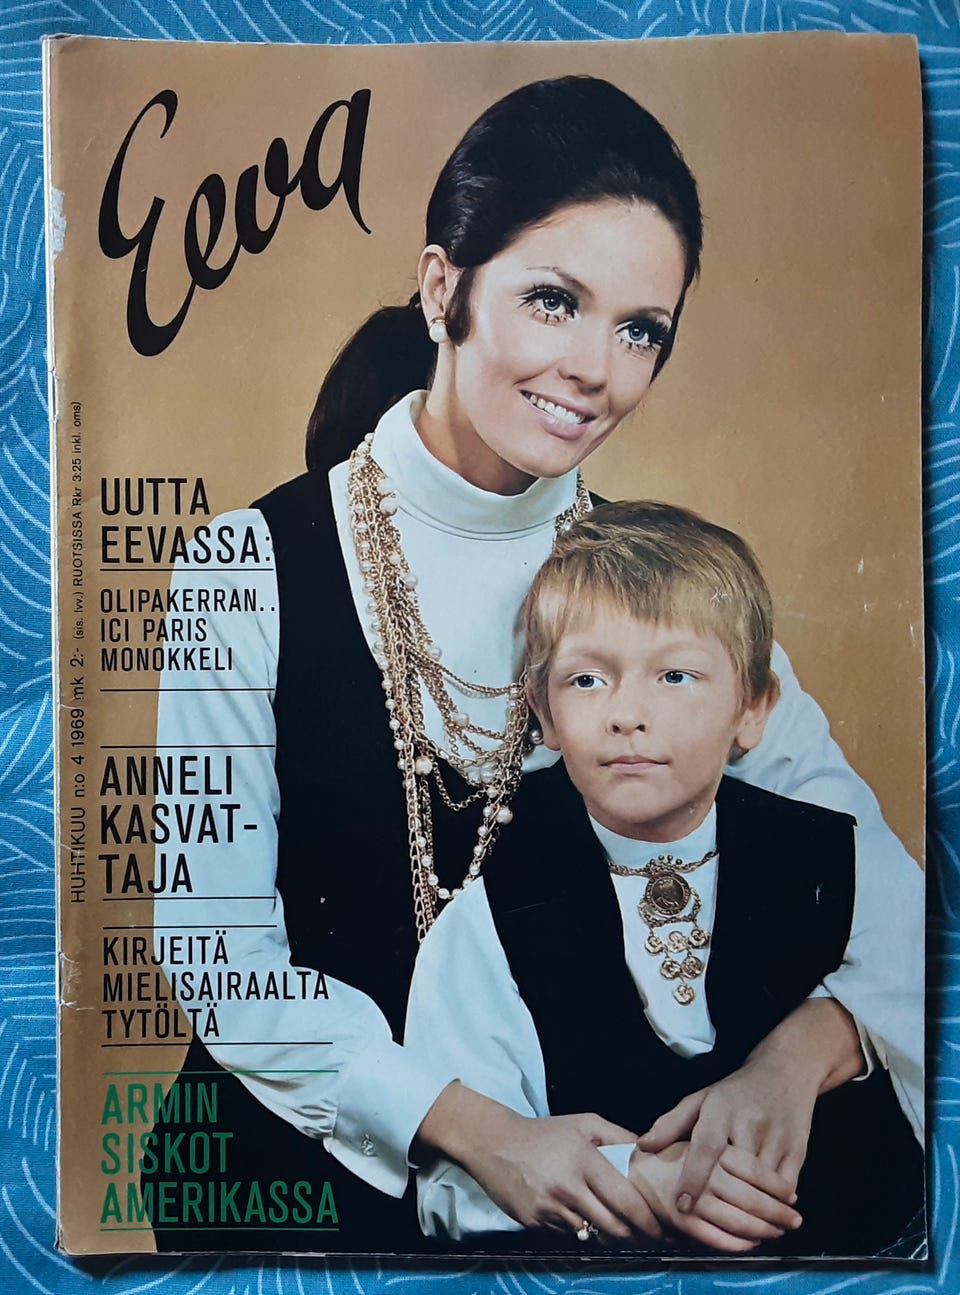 Eeva
UUTTA
EEVASSA:
OLIPAKERRAN..
ICI PARIS
MONOKKELI
ANNELI
KASVAT-
TAJA
KIRJEITÄ
MIELISAIRAALTA
TYTÖLTÄ
ARMIN
SISKOT
AMERIKASSA
HUHTIKUU n:o 4 1969 mk 2:- (sis. lvv.) RUOTSISSA Rkr 3:25 inkl. oms)